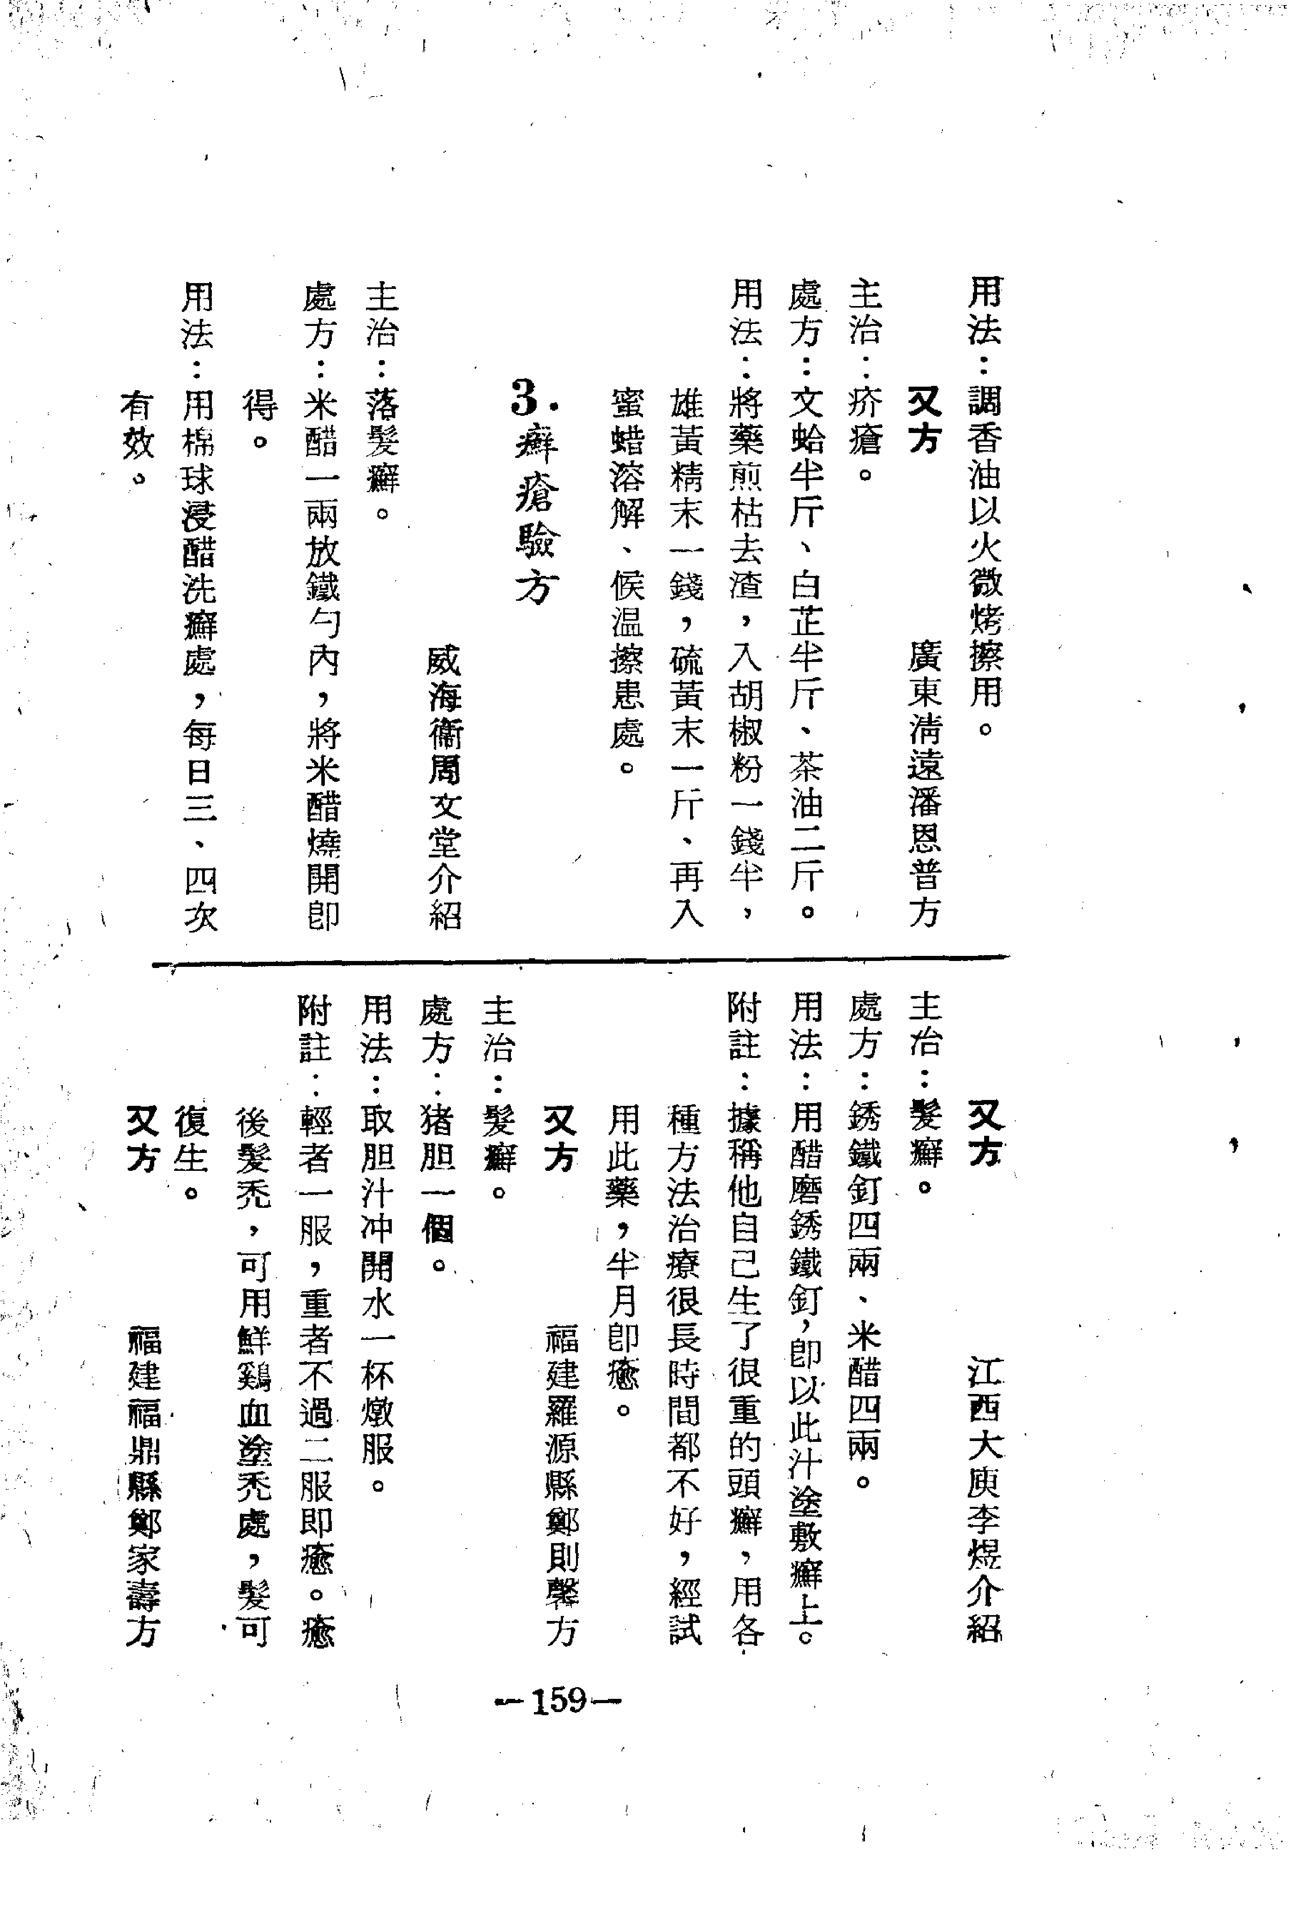 用法：調香油以火微烤擦用。
又方　廣東清遠潘恩普方
主治：疥瘡。
處方：文蛤半斤、白芷半斤、茶油二斤。
用法：將藥煎枯去渣，入胡椒粉一錢半，
雄黃精末一錢，硫黃末一斤、再入
蜜蜡溶解、候温擦患處。
3.癬瘡驗方
威海衞周文堂介紹
主治：落髮癬。
處方：米醋一兩放鐵勺內，將米醋燒開卽
得。
用法：用棉球浸醋洗癬處，每日三、四次
有效。
又方　江西大庾李煜介紹
主治：髮癬。
處方：銹鐵釘四兩、米醋四兩。
用法：用醋磨銹鐵釘，卽以此汁塗敷癬上。
附註：據稱他自己生了很重的頭癬，用各
種方法治療很長時間都不好，經試
用此藥，半月卽癒。
又方　福建羅源縣鄭則馨方
主治：髮癬。
處方：猪胆一個。
用法：取胆汁冲開水一杯燉服。
附註：輕者一服，重者不過二服即癒。癒
後髮禿，可用鮮鷄血塗禿處，髮可
復生。
又方　福建福鼎縣鄭家壽方
—159—